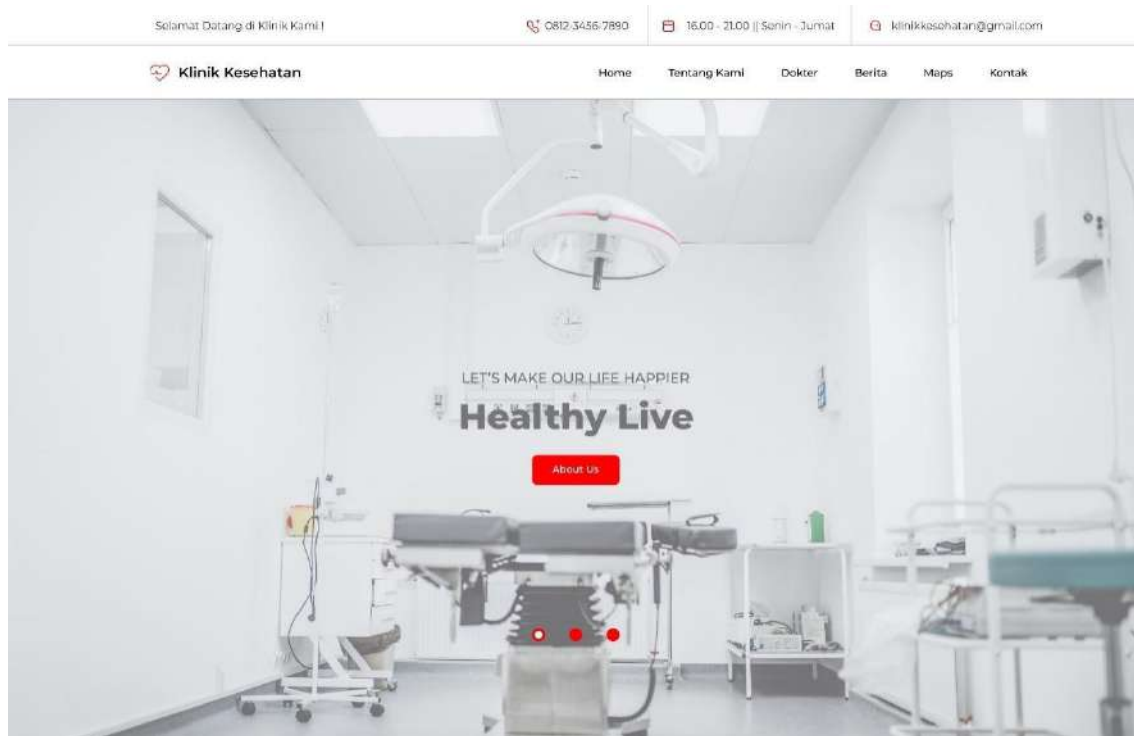 Selamat Datang di Klinik Kami !
0812-3456-7890
16.00 - 21.00 || Senin - Jumat
klinikkesehatan@gmail.com
Klinik Kesehatan
Home
Tentang Kami
Dokter
Berita
Maps
Kontak
LET'S MAKE OUR LIFE HAPPIER
Healthy Live
About Us